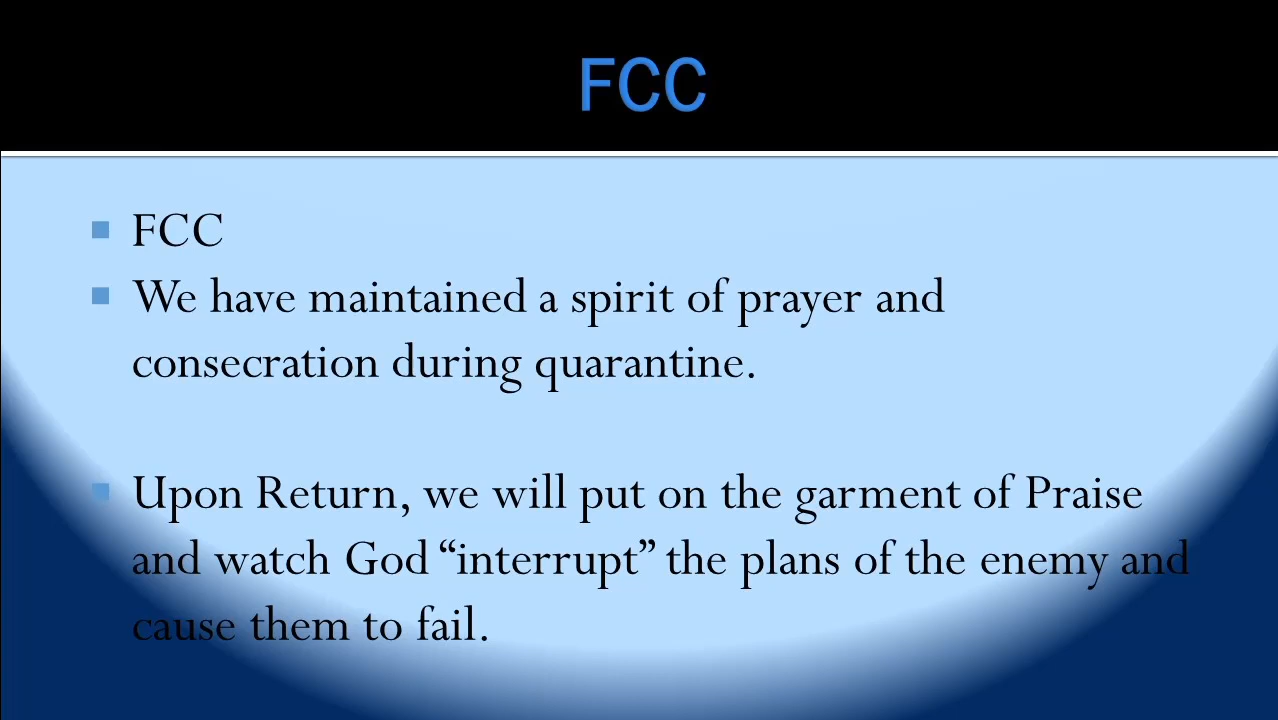 FCC
FCC
We have maintained a spirit of prayer and
consecration during quarantine.
Upon Return, we will put on the garment of Praise
and watch God “interrupt” the plans of the enemy and
cause them to fail.